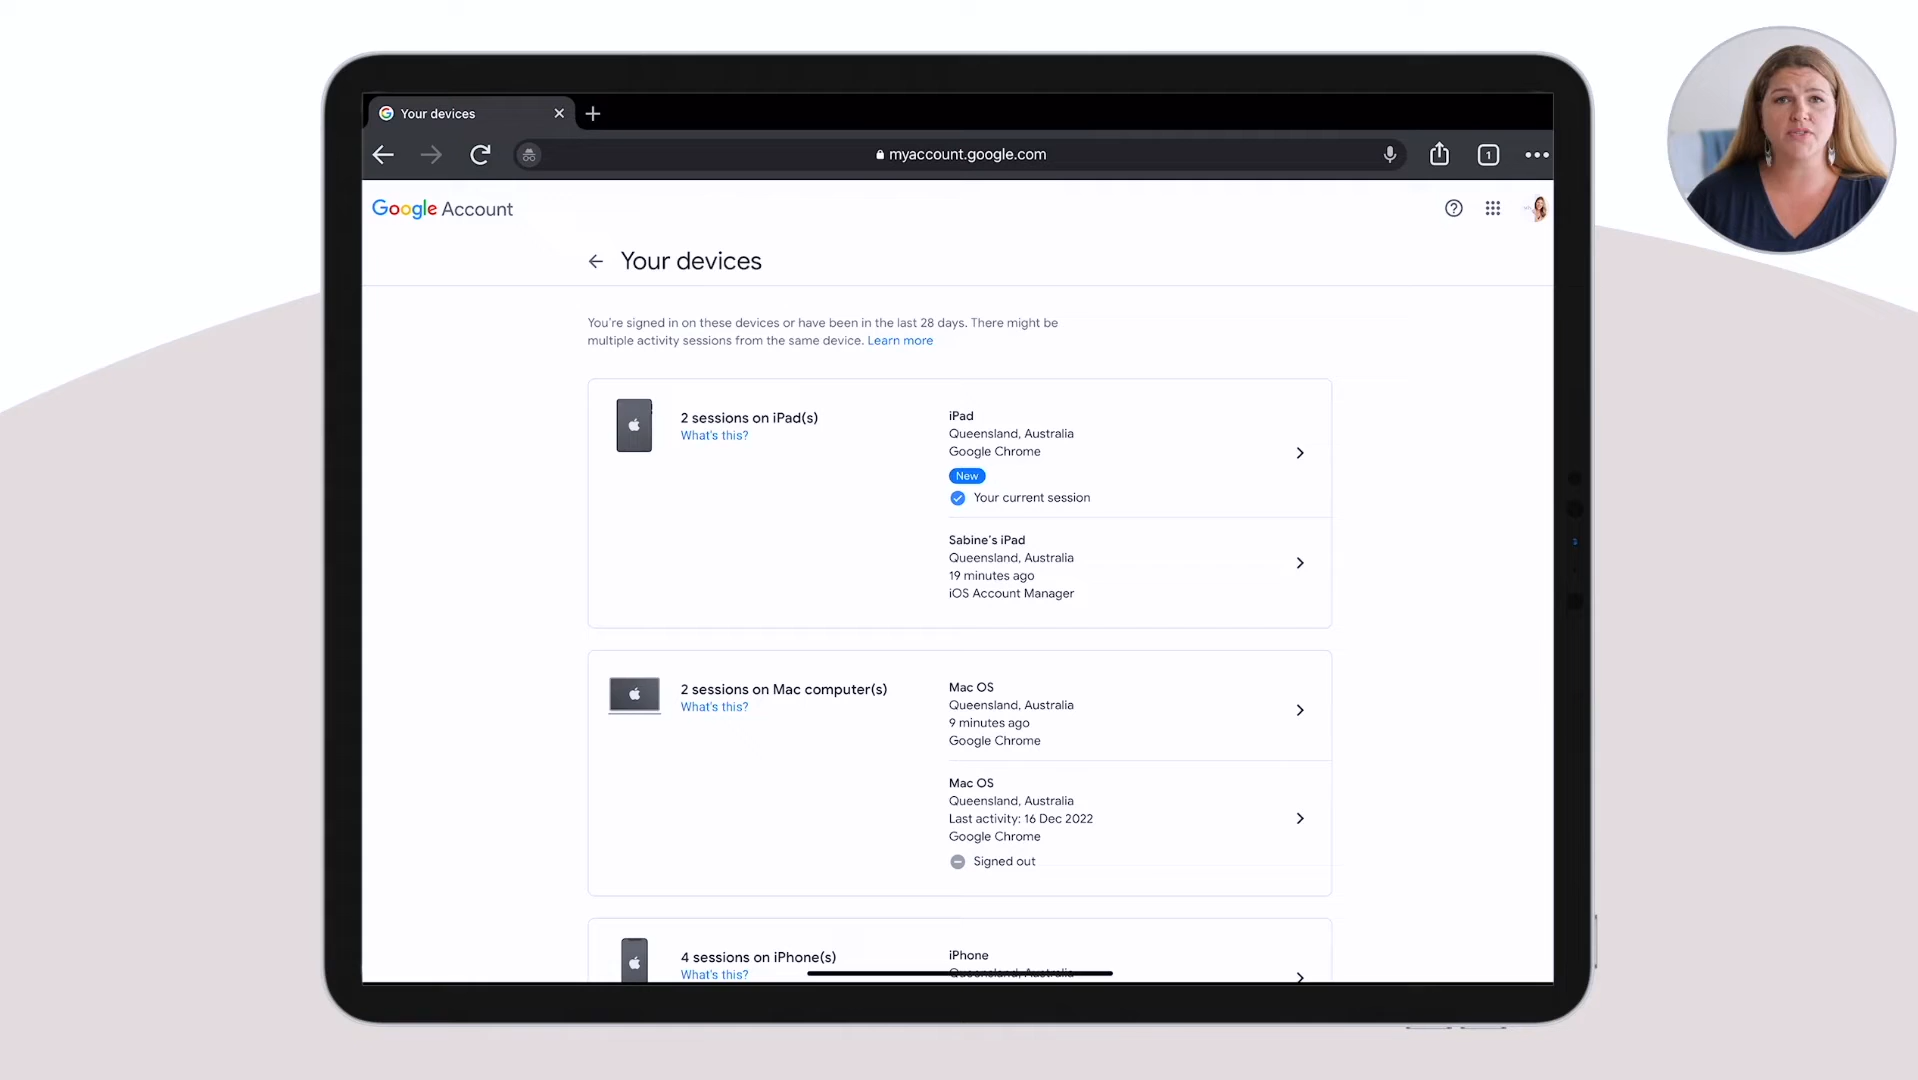 Your devices
myaccount.google.com
1
Google Account
Your devices
You're signed in on these devices or have been in the last 28 days. There might be
multiple activity sessions from the same device. Learn more
2 sessions on iPad(s)
What's this?
iPad
Queensland, Australia
Google Chrome
New
Your current session
Sabine's iPad
Queensland, Australia
19 minutes ago
iOS Account Manager
2 sessions on Mac computer(s)
What's this?
Mac OS
Queensland, Australia
9 minutes ago
Google Chrome
Mac OS
Queensland, Australia
Last activity: 16 Dec 2022
Google Chrome
Signed out
4 sessions on iPhone(s)
What's this?
iPhone
Queensland, Australia